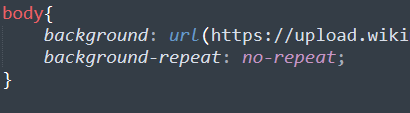 body{
background: url(https://upload.wiki
background-repeat: no-repeat;
}